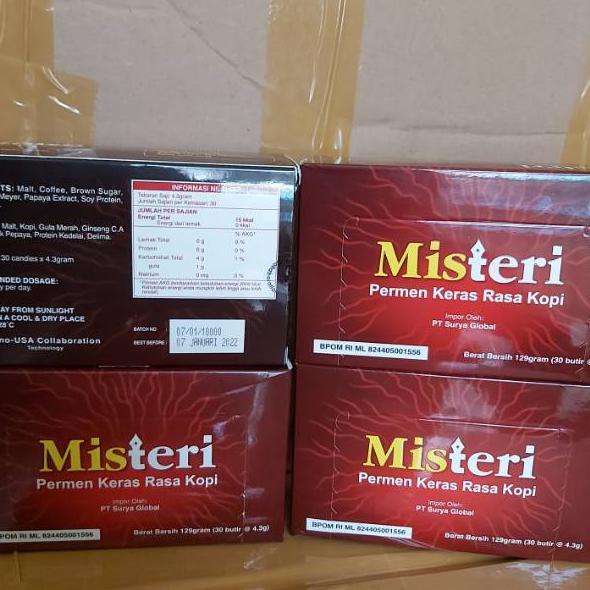 TS: Malt, Coffee, Brown Sugar,
Meyer, Papaya Extract, Soy Protein,
Malt, Kopi, Gula Merah, Ginseng C.A
k Pepaya, Protein Kedelai, Delima.
30 candies x 4.3gram
NDED DOSAGE:
y per day.
AY FROM SUNLIGHT
N A COOL & DRY PLACE
28°C
no-USA Collaboration
Technology
INFORMASI
Takaran Saji 4.3gram
Jumlah Sajian per Kemasan: 30
JUMLAH PER SAJIAN
Energi Total 15 kkal
Energi dari lemak 0 kkal
% AKG*
Lemak Total 0 g 0 %
Protein 0 g 0 %
Karbohidrat Total 4 g 1 %
gula 1 g
Natrium 0 mg 0 %
BATCH NO 07/01/18000
BEST BEFORE: 07 JANUARI 2022
Misteri
Permen Keras Rasa Kopi
Impor Oleh:
PT Surya Global
BPOM RI ML 824405001556
Berat Bersih 129gram (30 butir @
Misteri
Permen Keras Rasa Kopi
Impor Oleh:
PT Surya Global
BPOM RI ML 824405001556
Berat Bersih 129gram (30 butir @ 4.3g)
Misteri
Permen Keras Rasa Kopi
Impor Oleh:
PT Surya Global
BPOM RI ML 824405001556
Berat Bersih 129gram (30 butir @ 4.3g)